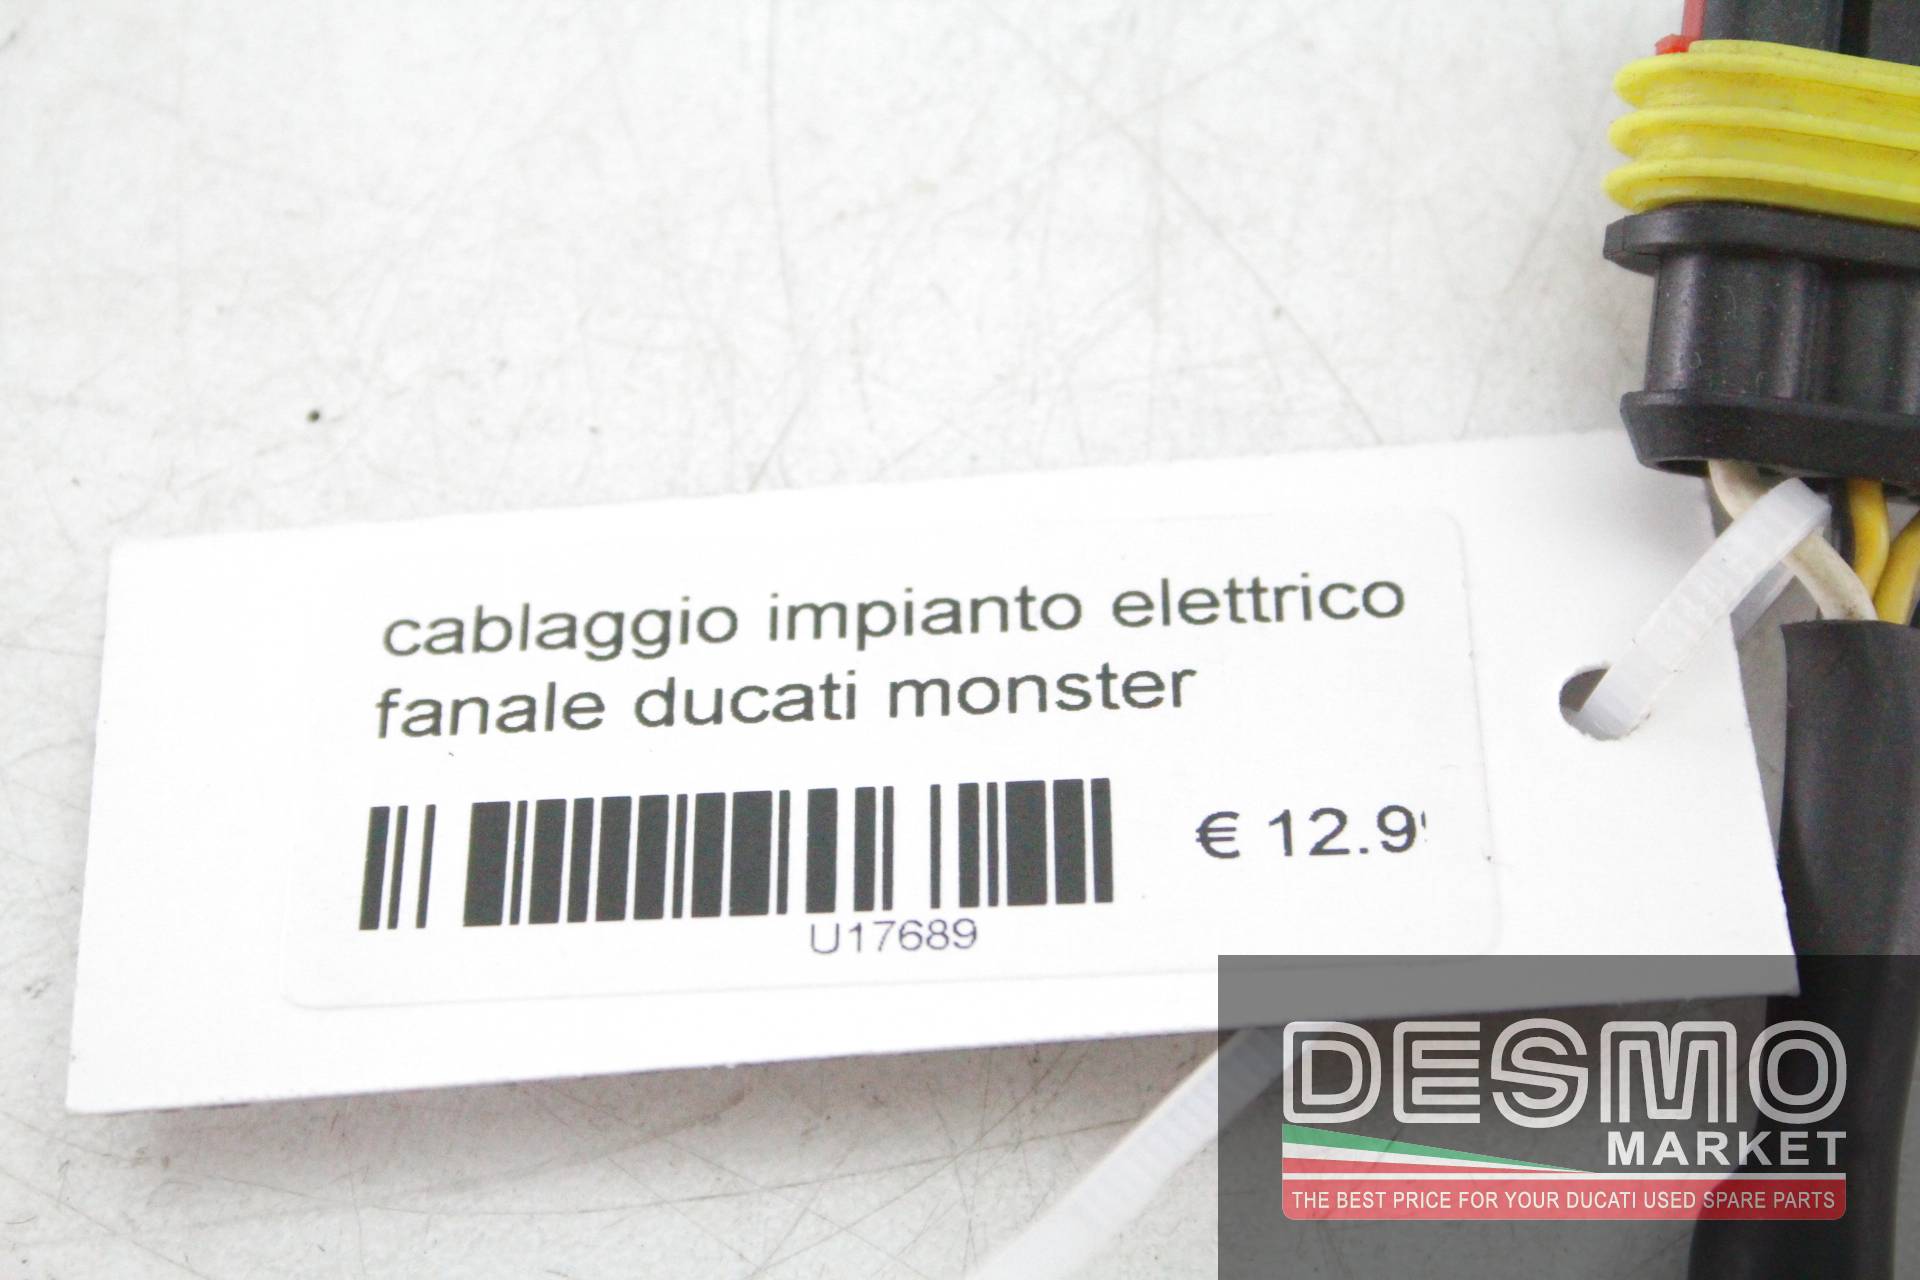 cablaggio impianto elettrico
fanale ducati monster
€ 12.9
U17689
DESMO
MARKET
THE BEST PRICE FOR YOUR DUCATI USED SPARE PARTS